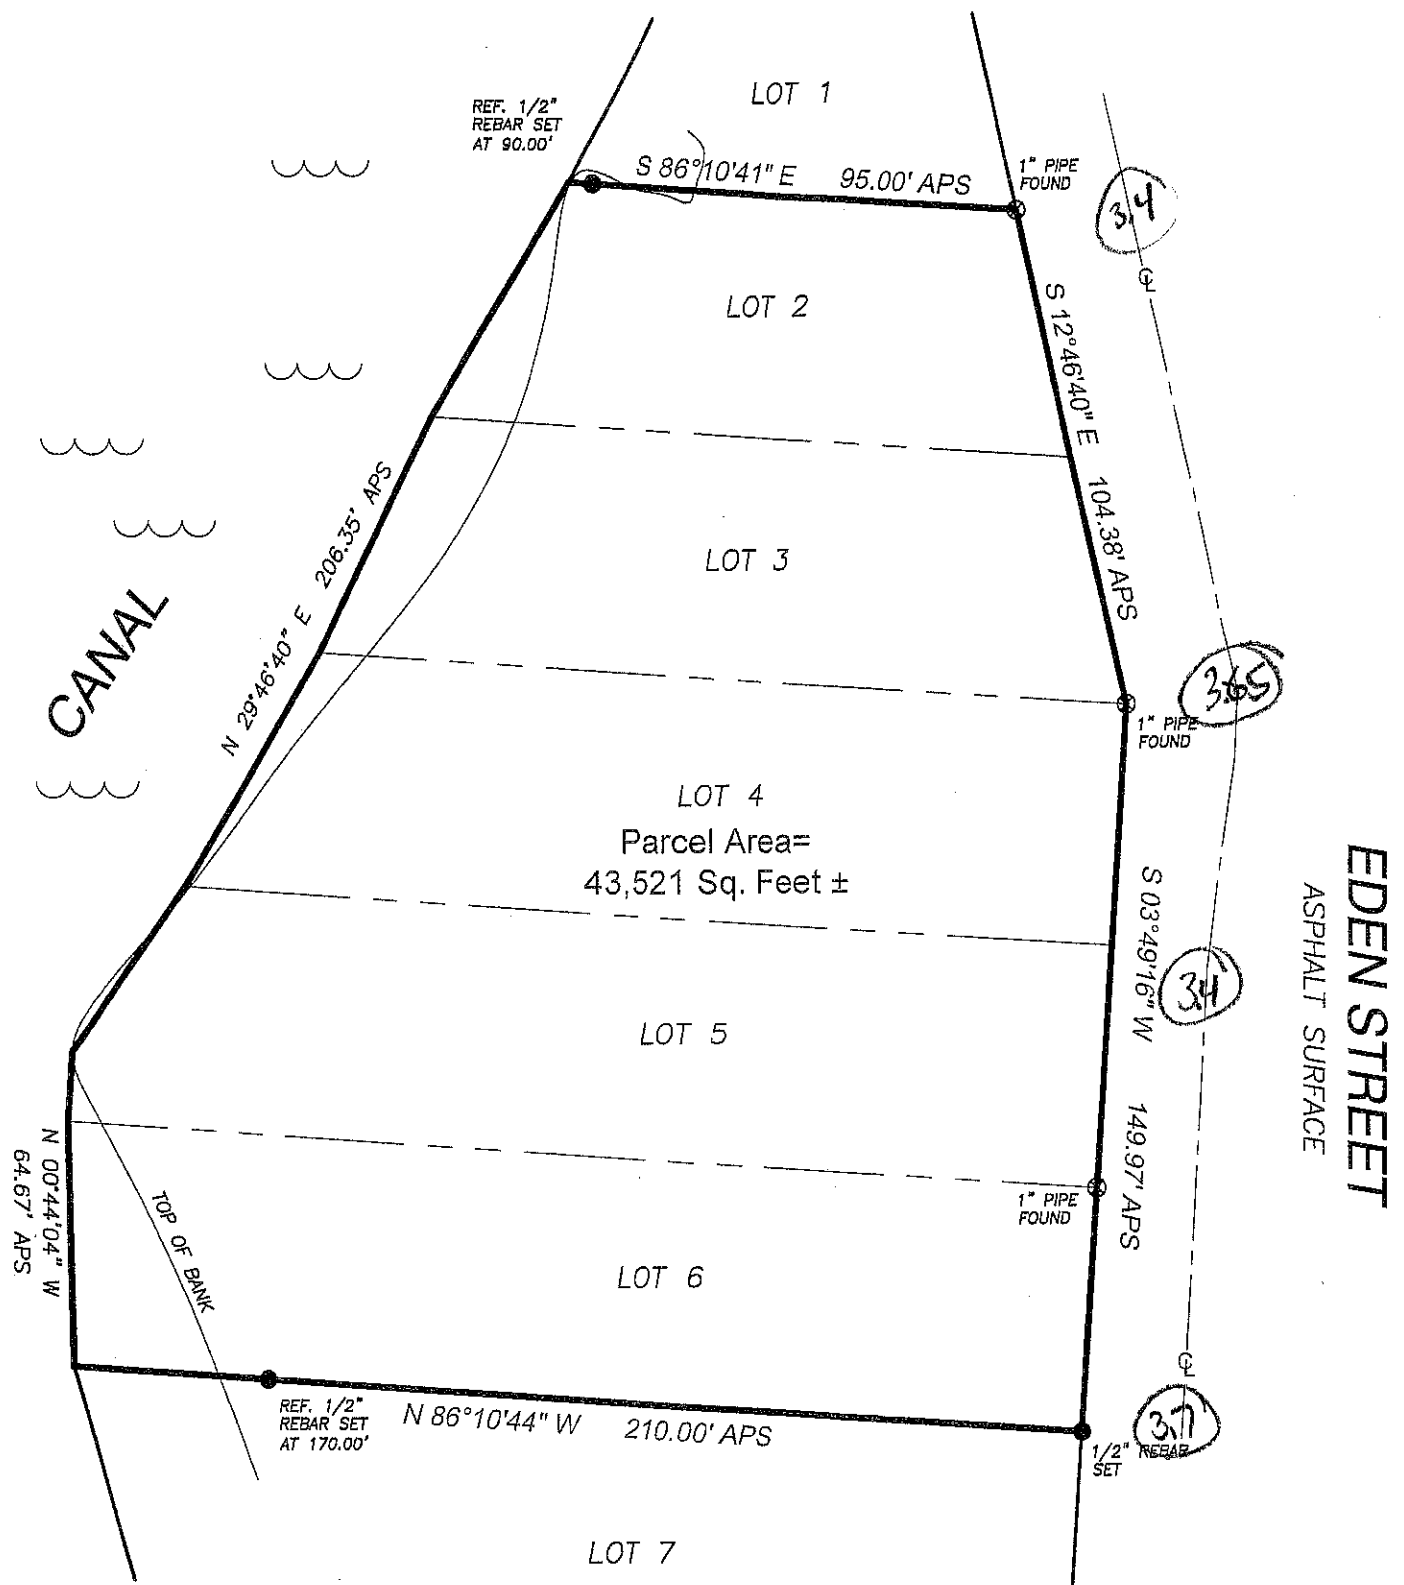 LOT 1
REF. 1/2"
REBAR SET
AT 90.00'
S 86°10'41" E 95.00' APS
1" PIPE
FOUND
3.4
℄
LOT 2
S 12°46'40" E 104.38' APS
LOT 3
N 29°46'40" E 206.35' APS
CANAL
3.65
1" PIPE
FOUND
LOT 4
Parcel Area=
43,521 Sq. Feet ±
EDEN STREET
ASPHALT SURFACE
S 03°49'16" W 149.97' APS
3.4
LOT 5
N 00°44'04" W
64.67' APS
TOP OF BANK
1" PIPE
FOUND
LOT 6
℄
REF. 1/2"
REBAR SET
AT 170.00'
N 86°10'44" W 210.00' APS
3.7'
1/2" REBAR
SET
LOT 7